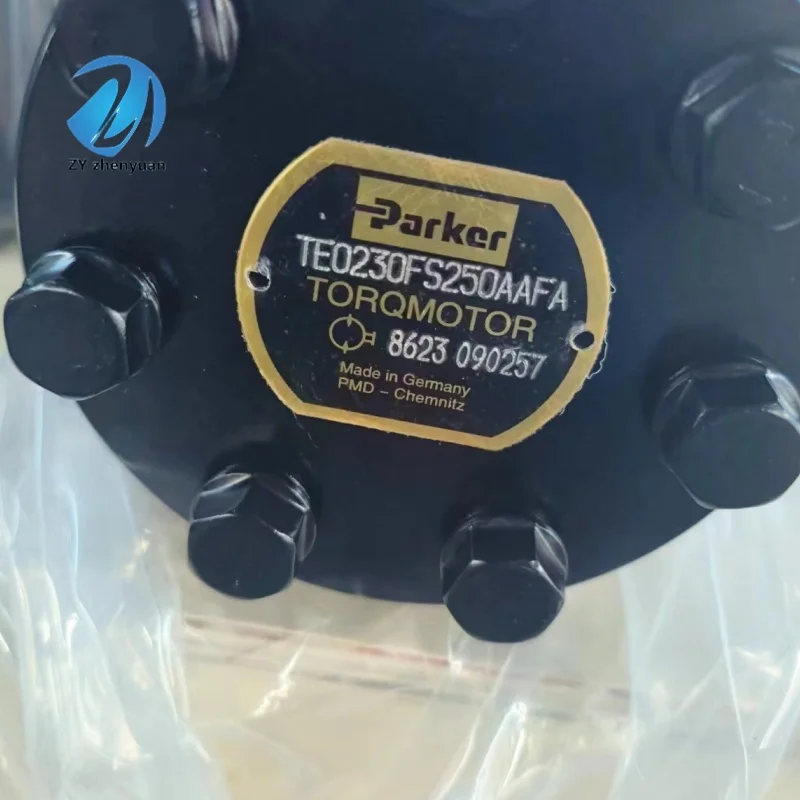 ZY zhenyuan
Parker
TE0230FS250AAFA
TORQMOTOR
8623 090257
Made in Germany
PMD - Chemnitz